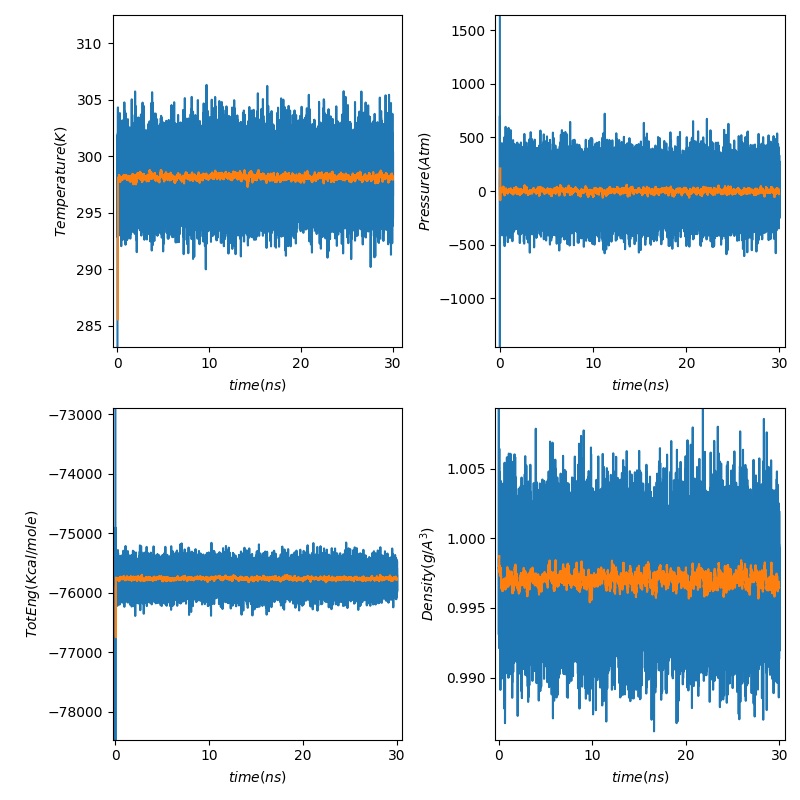 310
305
300
295
290
285
Temperature(K)
0 10 20 30
time(ns)
1500
1000
500
0
−500
−1000
Pressure(Atm)
0 10 20 30
time(ns)
−73000
−74000
−75000
−76000
−77000
−78000
TotEng(Kcal/mole)
0 10 20 30
time(ns)
1.005
1.000
0.995
0.990
Density(g/A³)
0 10 20 30
time(ns)